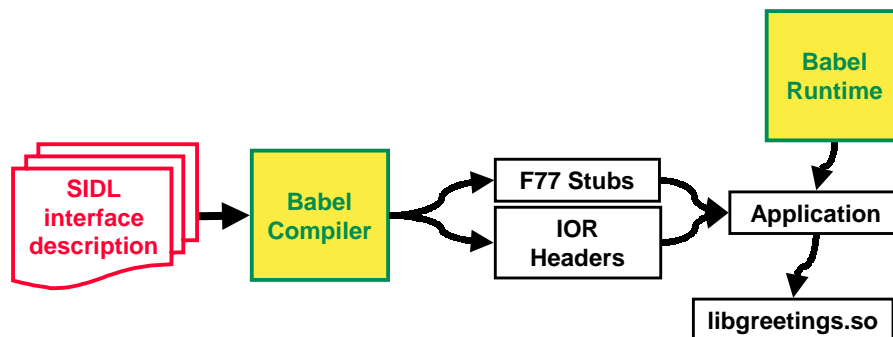 Babel
Runtime
SIDL
interface
description
Babel
Compiler
F77 Stubs
IOR
Headers
Application
libgreetings.so